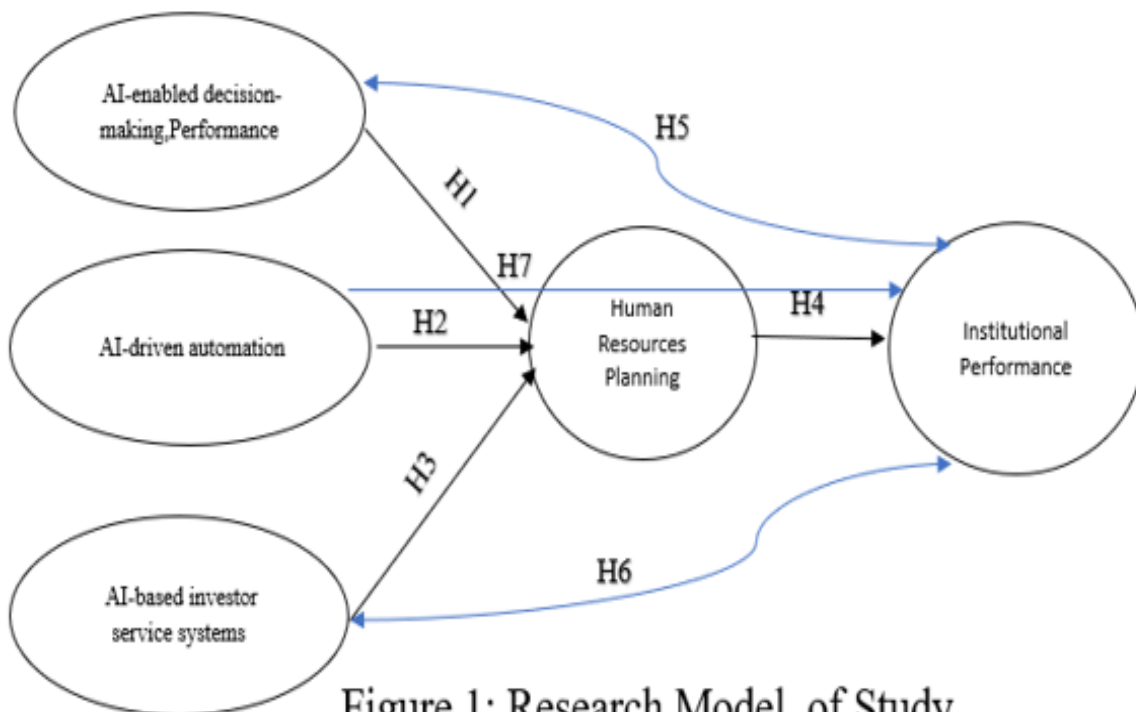 AI-enabled decision-
making,Performance
H5
H1
H7
H2
H4
AI-driven automation
Human
Resources
Planning
Institutional
Performance
H3
AI-based investor
service systems
H6
Figure 1: Research Model of Study